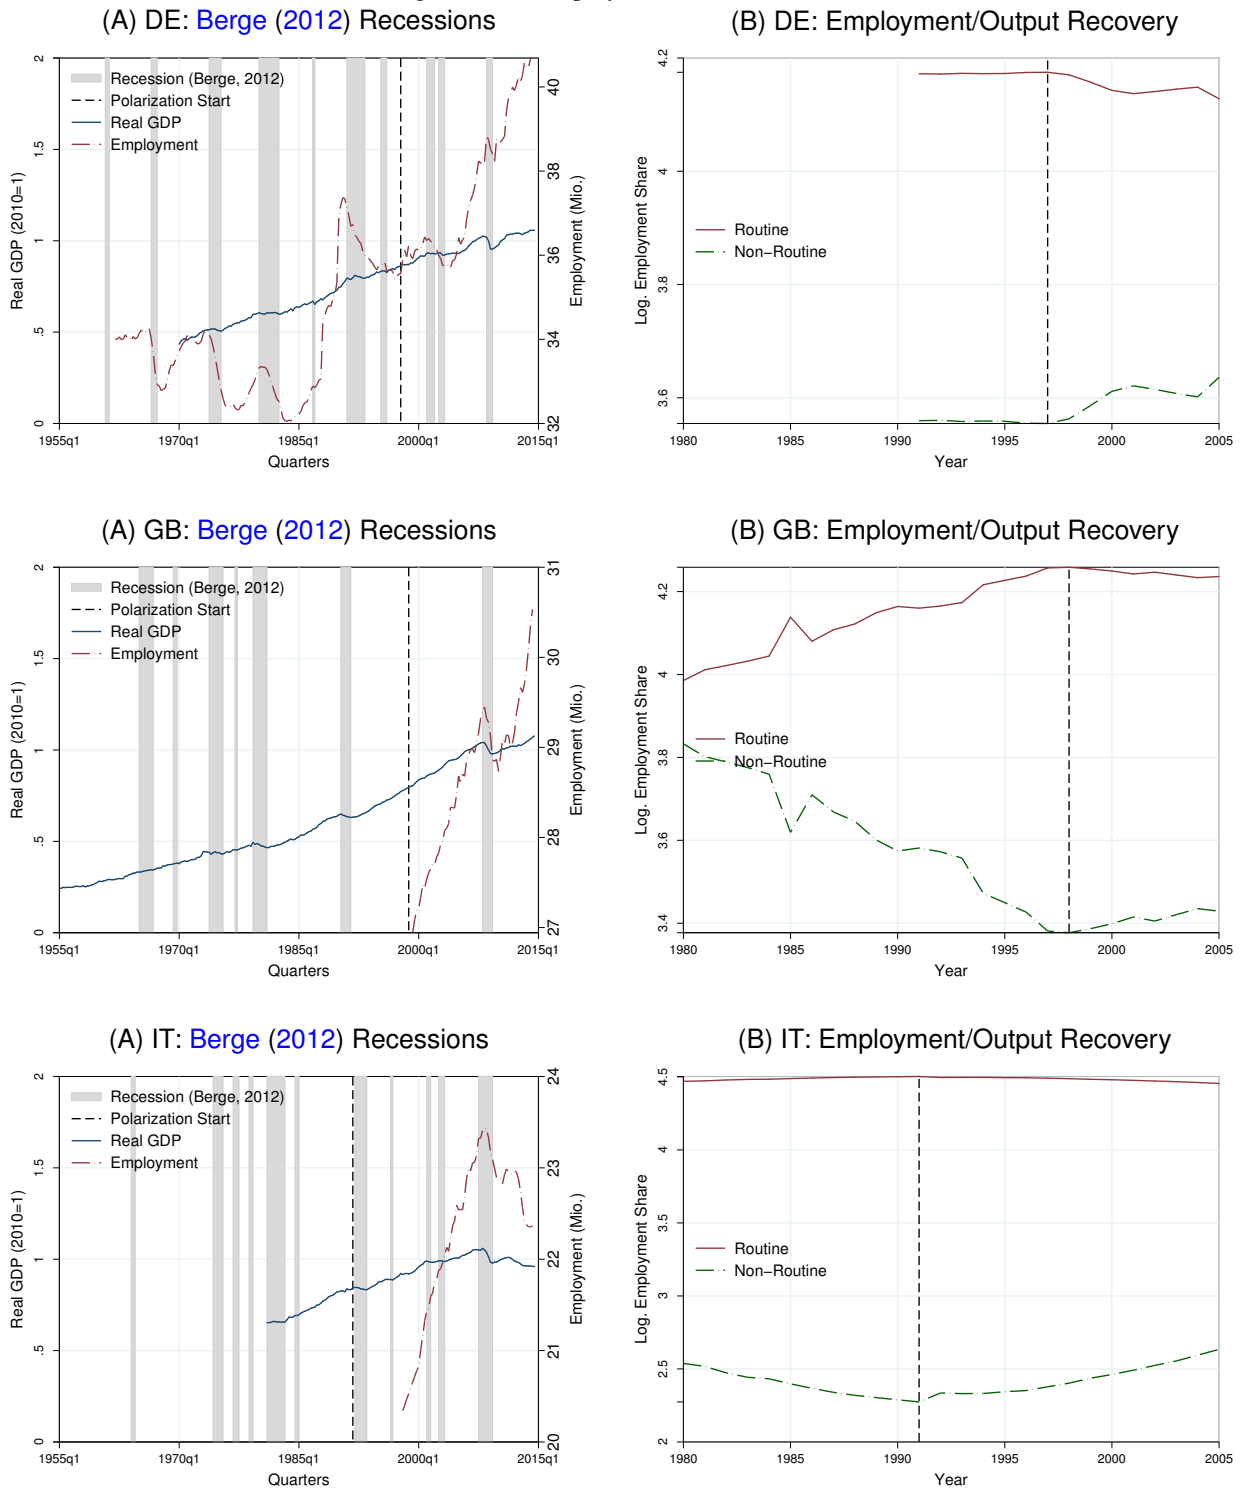 (A) DE: Berge (2012) Recessions
Real GDP (2010=1)
0 .5 1 1.5 2
Recession (Berge, 2012)
Polarization Start
Real GDP
Employment
32 34 36 38 40
Employment (Mio.)
1955q1 1970q1 1985q1 2000q1 2015q1
Quarters
(B) DE: Employment/Output Recovery
Log. Employment Share
3.6 3.8 4 4.2
Routine
Non−Routine
1980 1985 1990 1995 2000 2005
Year
(A) GB: Berge (2012) Recessions
Real GDP (2010=1)
0 .5 1 1.5 2
Recession (Berge, 2012)
Polarization Start
Real GDP
Employment
27 28 29 30 31
Employment (Mio.)
1955q1 1970q1 1985q1 2000q1 2015q1
Quarters
(B) GB: Employment/Output Recovery
Log. Employment Share
3.4 3.6 3.8 4 4.2
Routine
Non−Routine
1980 1985 1990 1995 2000 2005
Year
(A) IT: Berge (2012) Recessions
Real GDP (2010=1)
0 .5 1 1.5 2
Recession (Berge, 2012)
Polarization Start
Real GDP
Employment
20 21 22 23 24
Employment (Mio.)
1955q1 1970q1 1985q1 2000q1 2015q1
Quarters
(B) IT: Employment/Output Recovery
Log. Employment Share
2 2.5 3 3.5 4 4.5
Routine
Non−Routine
1980 1985 1990 1995 2000 2005
Year